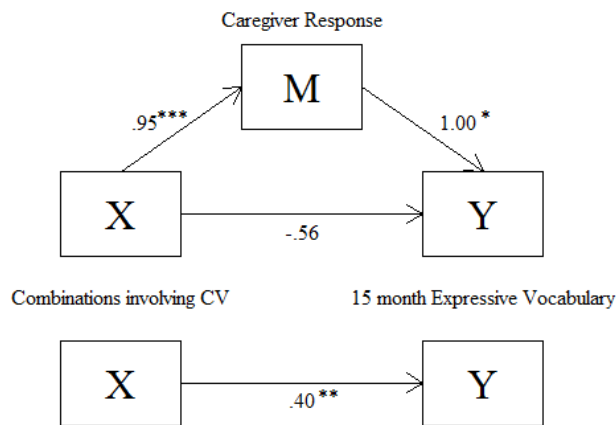 Caregiver Response
M
.95***
1.00 *
X
Y
-.56
Combinations involving CV
15 month Expressive Vocabulary
X
Y
.40 **